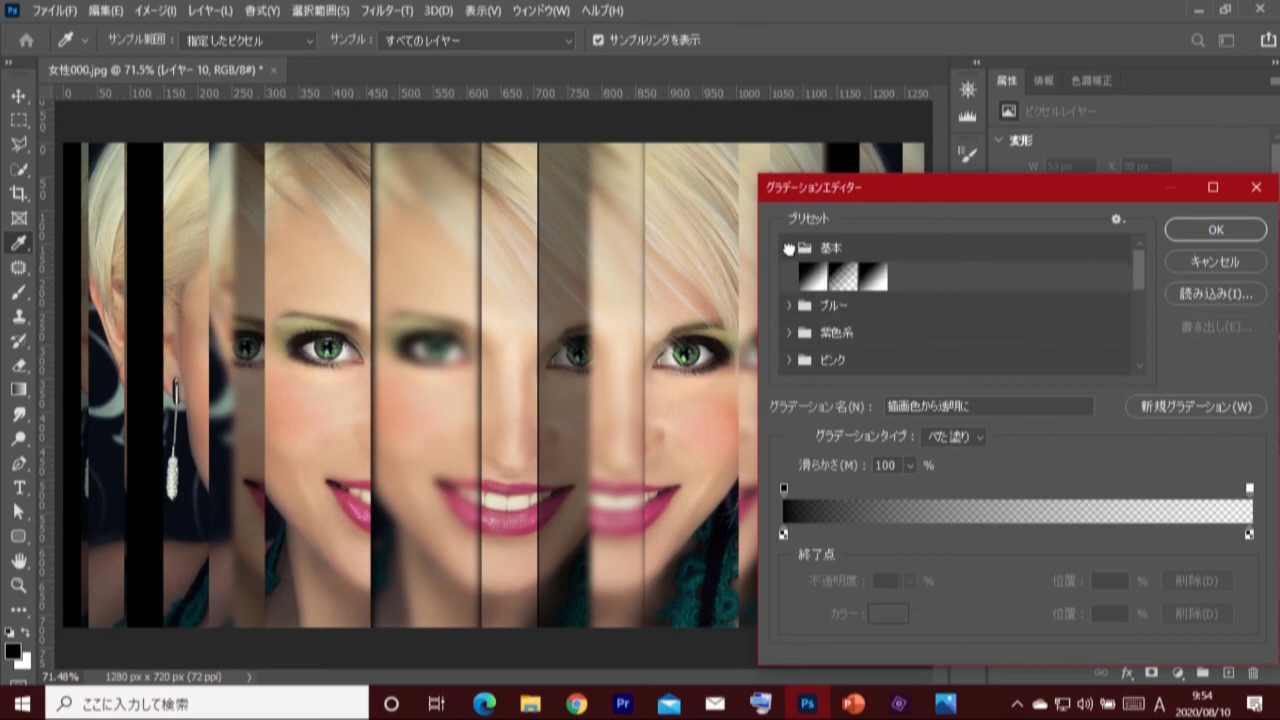 Ps ファイル(F) 編集(E) イメージ(I) レイヤー(L) 書式(Y) 選択範囲(S) フィルター(T) 3D(D) 表示(V) ウィンドウ(W) ヘルプ(H)
サンプル範囲： 指定したピクセル サンプル： すべてのレイヤー サンプルリングを表示
女性000.jpg @ 71.5% (レイヤー 10, RGB/8#) * ×
0 50 100 150 200 250 300 350 400 450 500 550 600 650 700 750 800 850 900 950 1000 1050 1100 1150 1200 1250
属性 情報 色調補正
ピクセルレイヤー
変形
W 53 px X 39 px
グラデーションエディター
プリセット
基本
ブルー
紫色系
ピンク
OK
キャンセル
読み込み(I)...
書き出し(E)...
グラデーション名(N)： 描画色から透明に
新規グラデーション(W)
グラデーションタイプ： べた塗り
滑らかさ(M)： 100 %
終了点
不透明度： % 位置： % 削除(D)
カラー： 位置： % 削除(D)
71.48% 1280 px x 720 px (72 ppi)
ここに入力して検索
Pr
Ps
A
9:54
2020/08/10